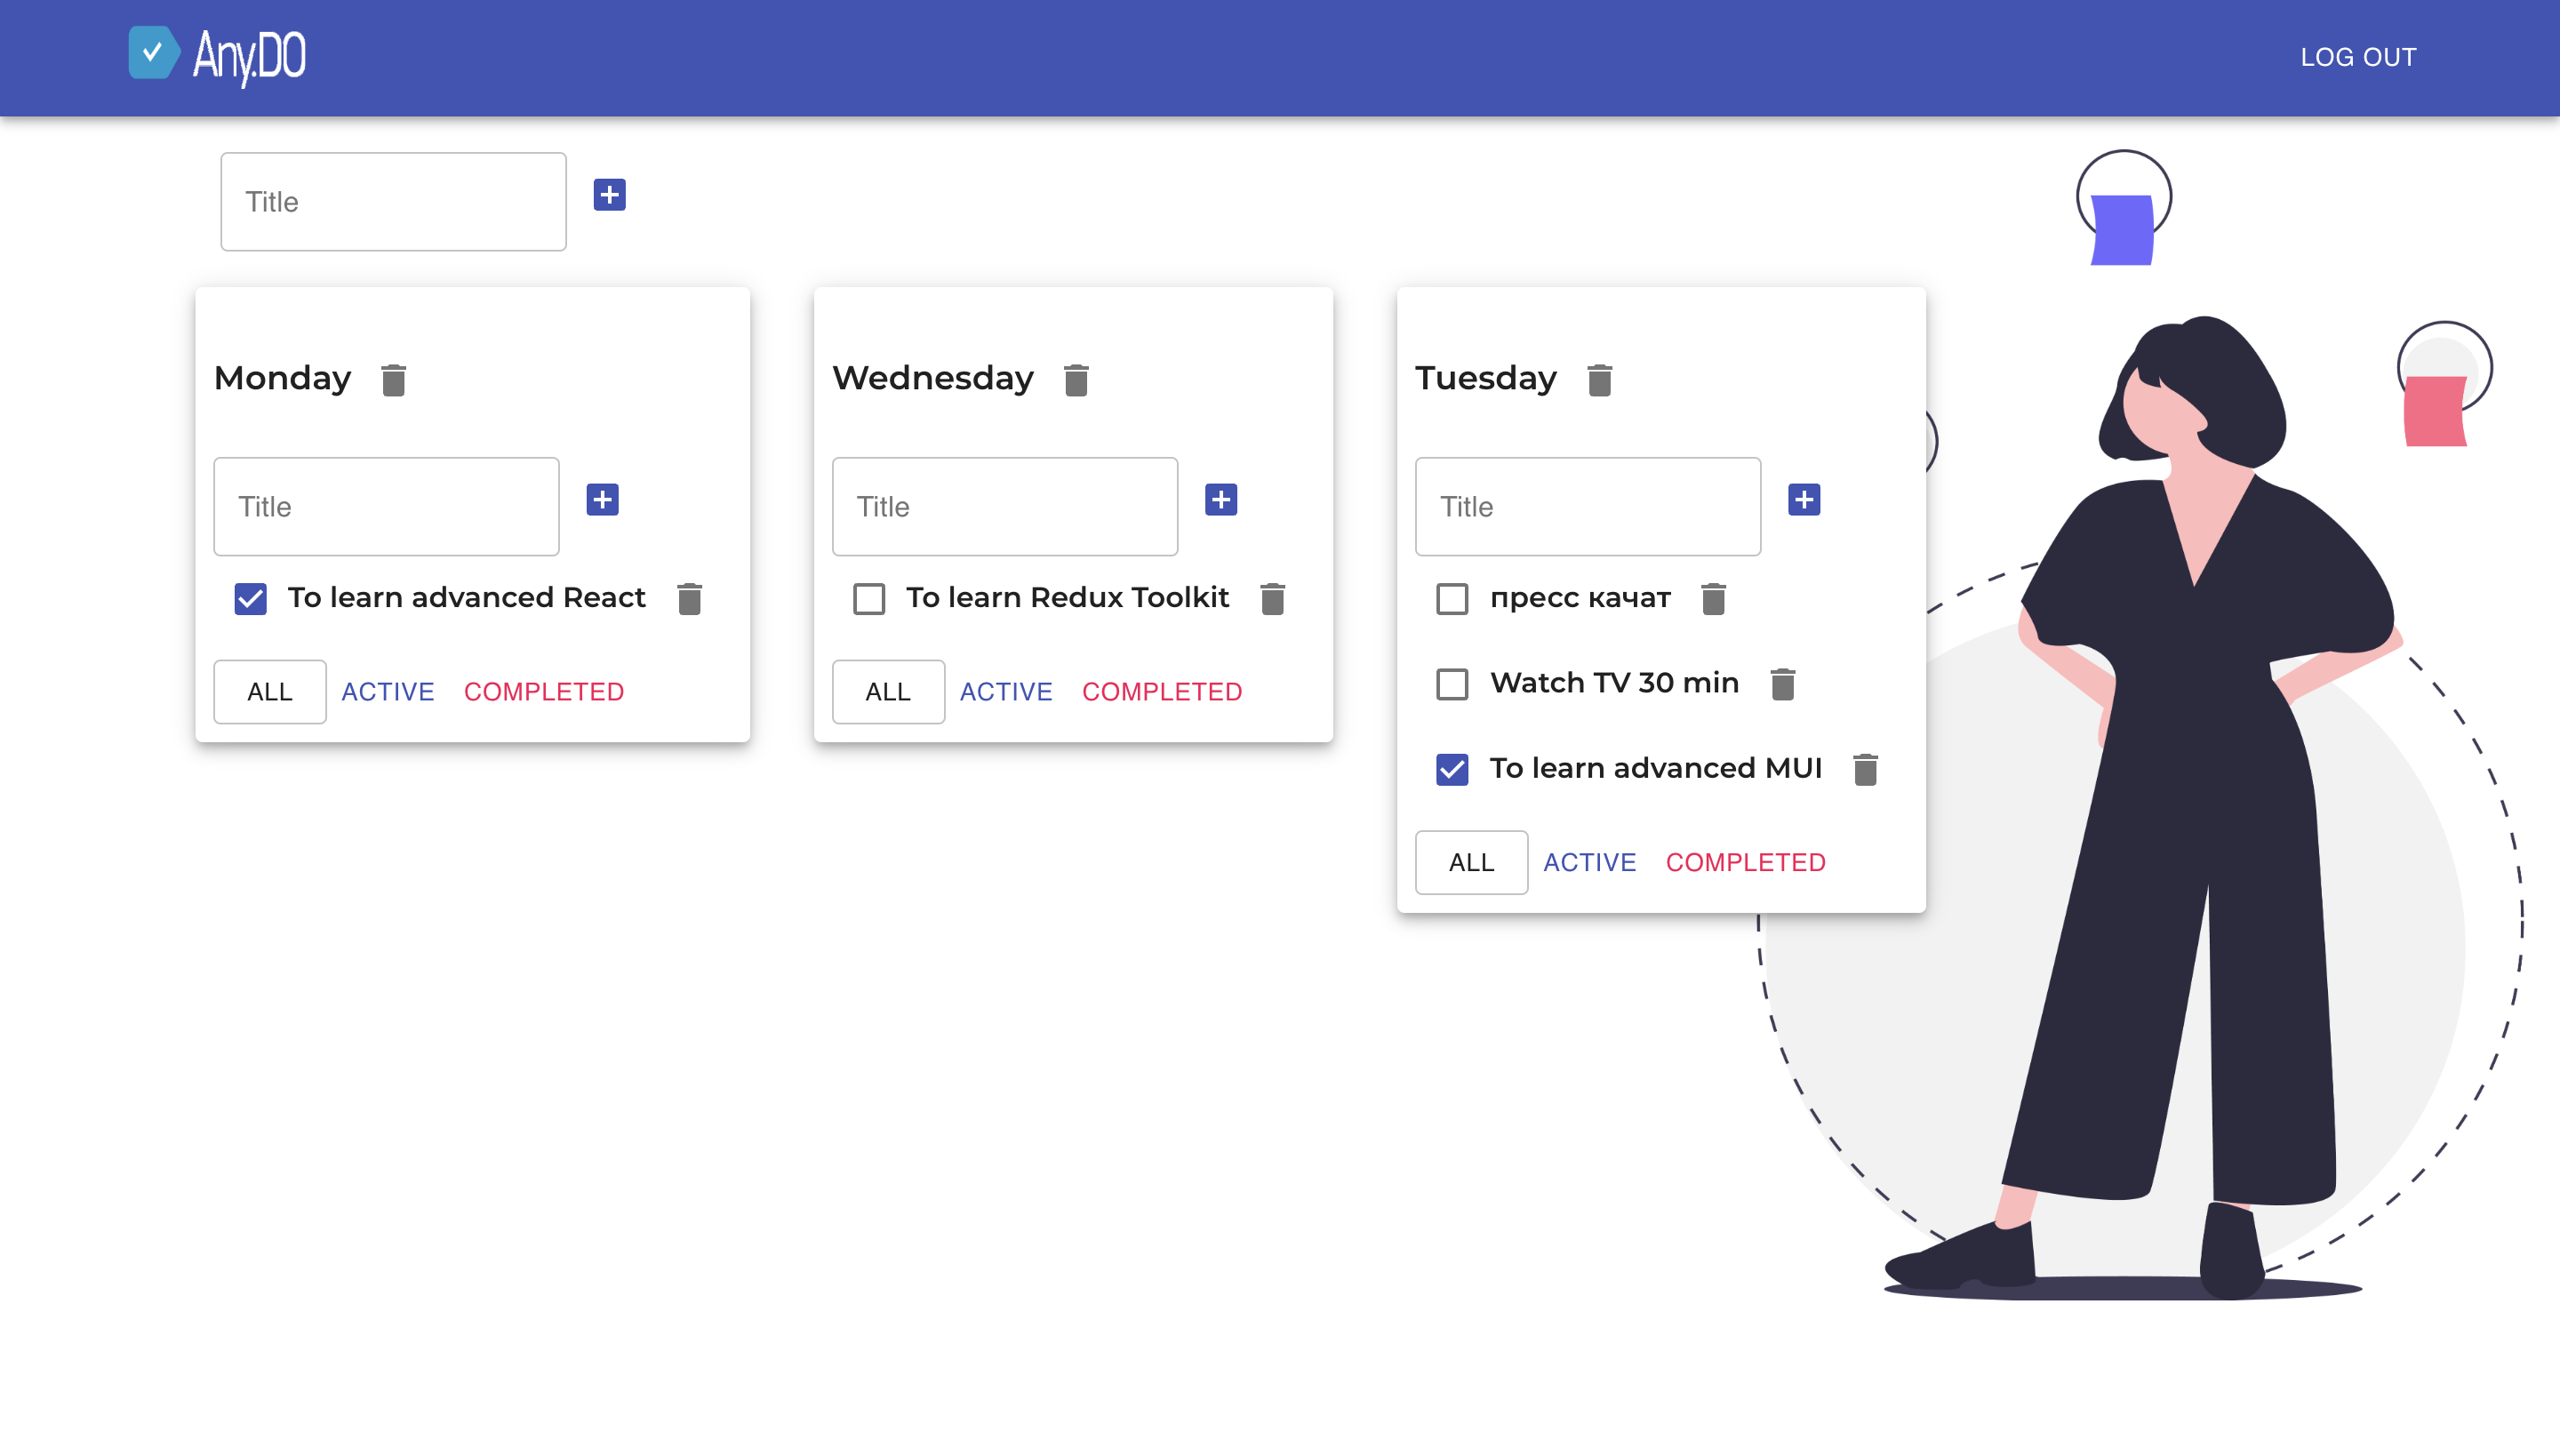 Any.DO
LOG OUT
Title
Monday
Title
To learn advanced React
ALL ACTIVE COMPLETED
Wednesday
Title
To learn Redux Toolkit
ALL ACTIVE COMPLETED
Tuesday
Title
пресс качат
Watch TV 30 min
To learn advanced MUI
ALL ACTIVE COMPLETED